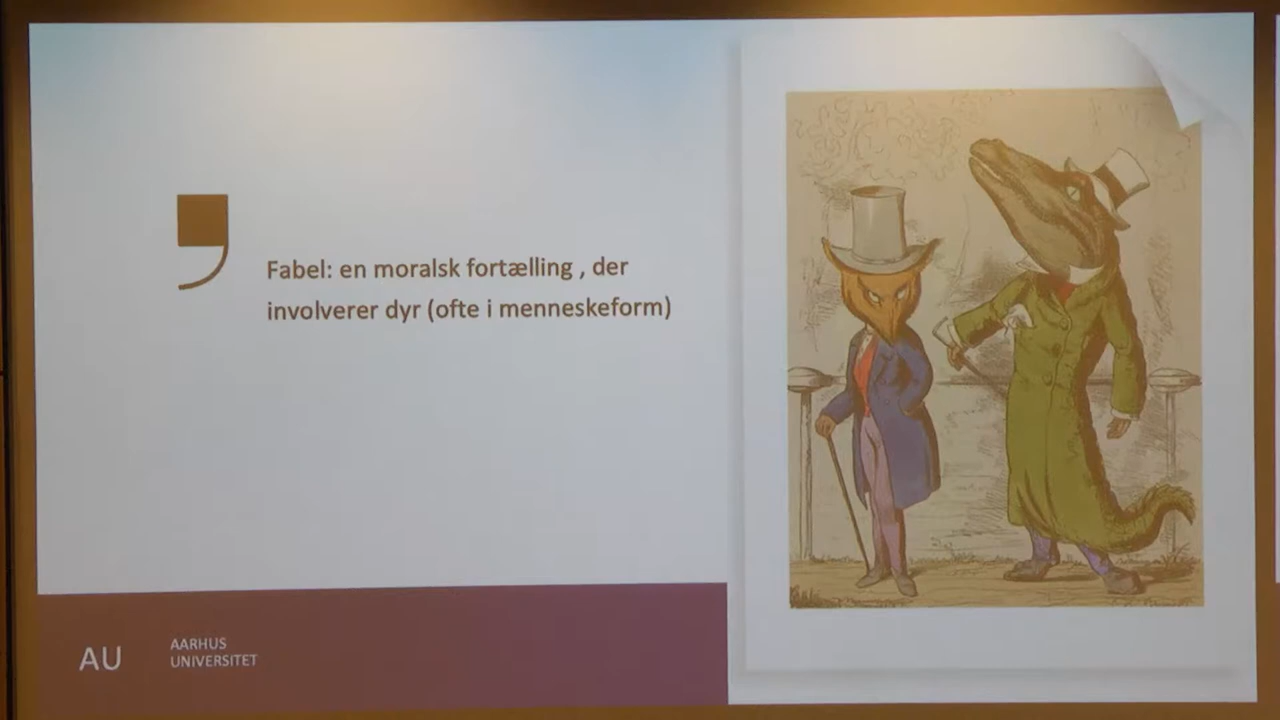 Fabel: en moralsk fortælling , der
involverer dyr (ofte i menneskeform)
AU
AARHUS
UNIVERSITET